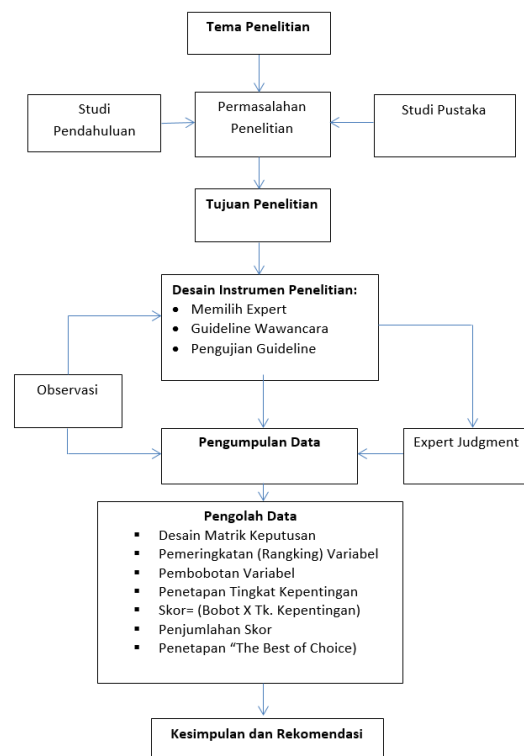 Tema Penelitian
Studi
Pendahuluan
Permasalahan
Penelitian
Studi Pustaka
Tujuan Penelitian
Desain Instrumen Penelitian:
• Memilih Expert
• Guideline Wawancara
• Pengujian Guideline
Observasi
Pengumpulan Data
Expert Judgment
Pengolah Data
▪ Desain Matrik Keputusan
▪ Pemeringkatan (Rangking) Variabel
▪ Pembobotan Variabel
▪ Penetapan Tingkat Kepentingan
▪ Skor= (Bobot X Tk. Kepentingan)
▪ Penjumlahan Skor
▪ Penetapan “The Best of Choice)
Kesimpulan dan Rekomendasi